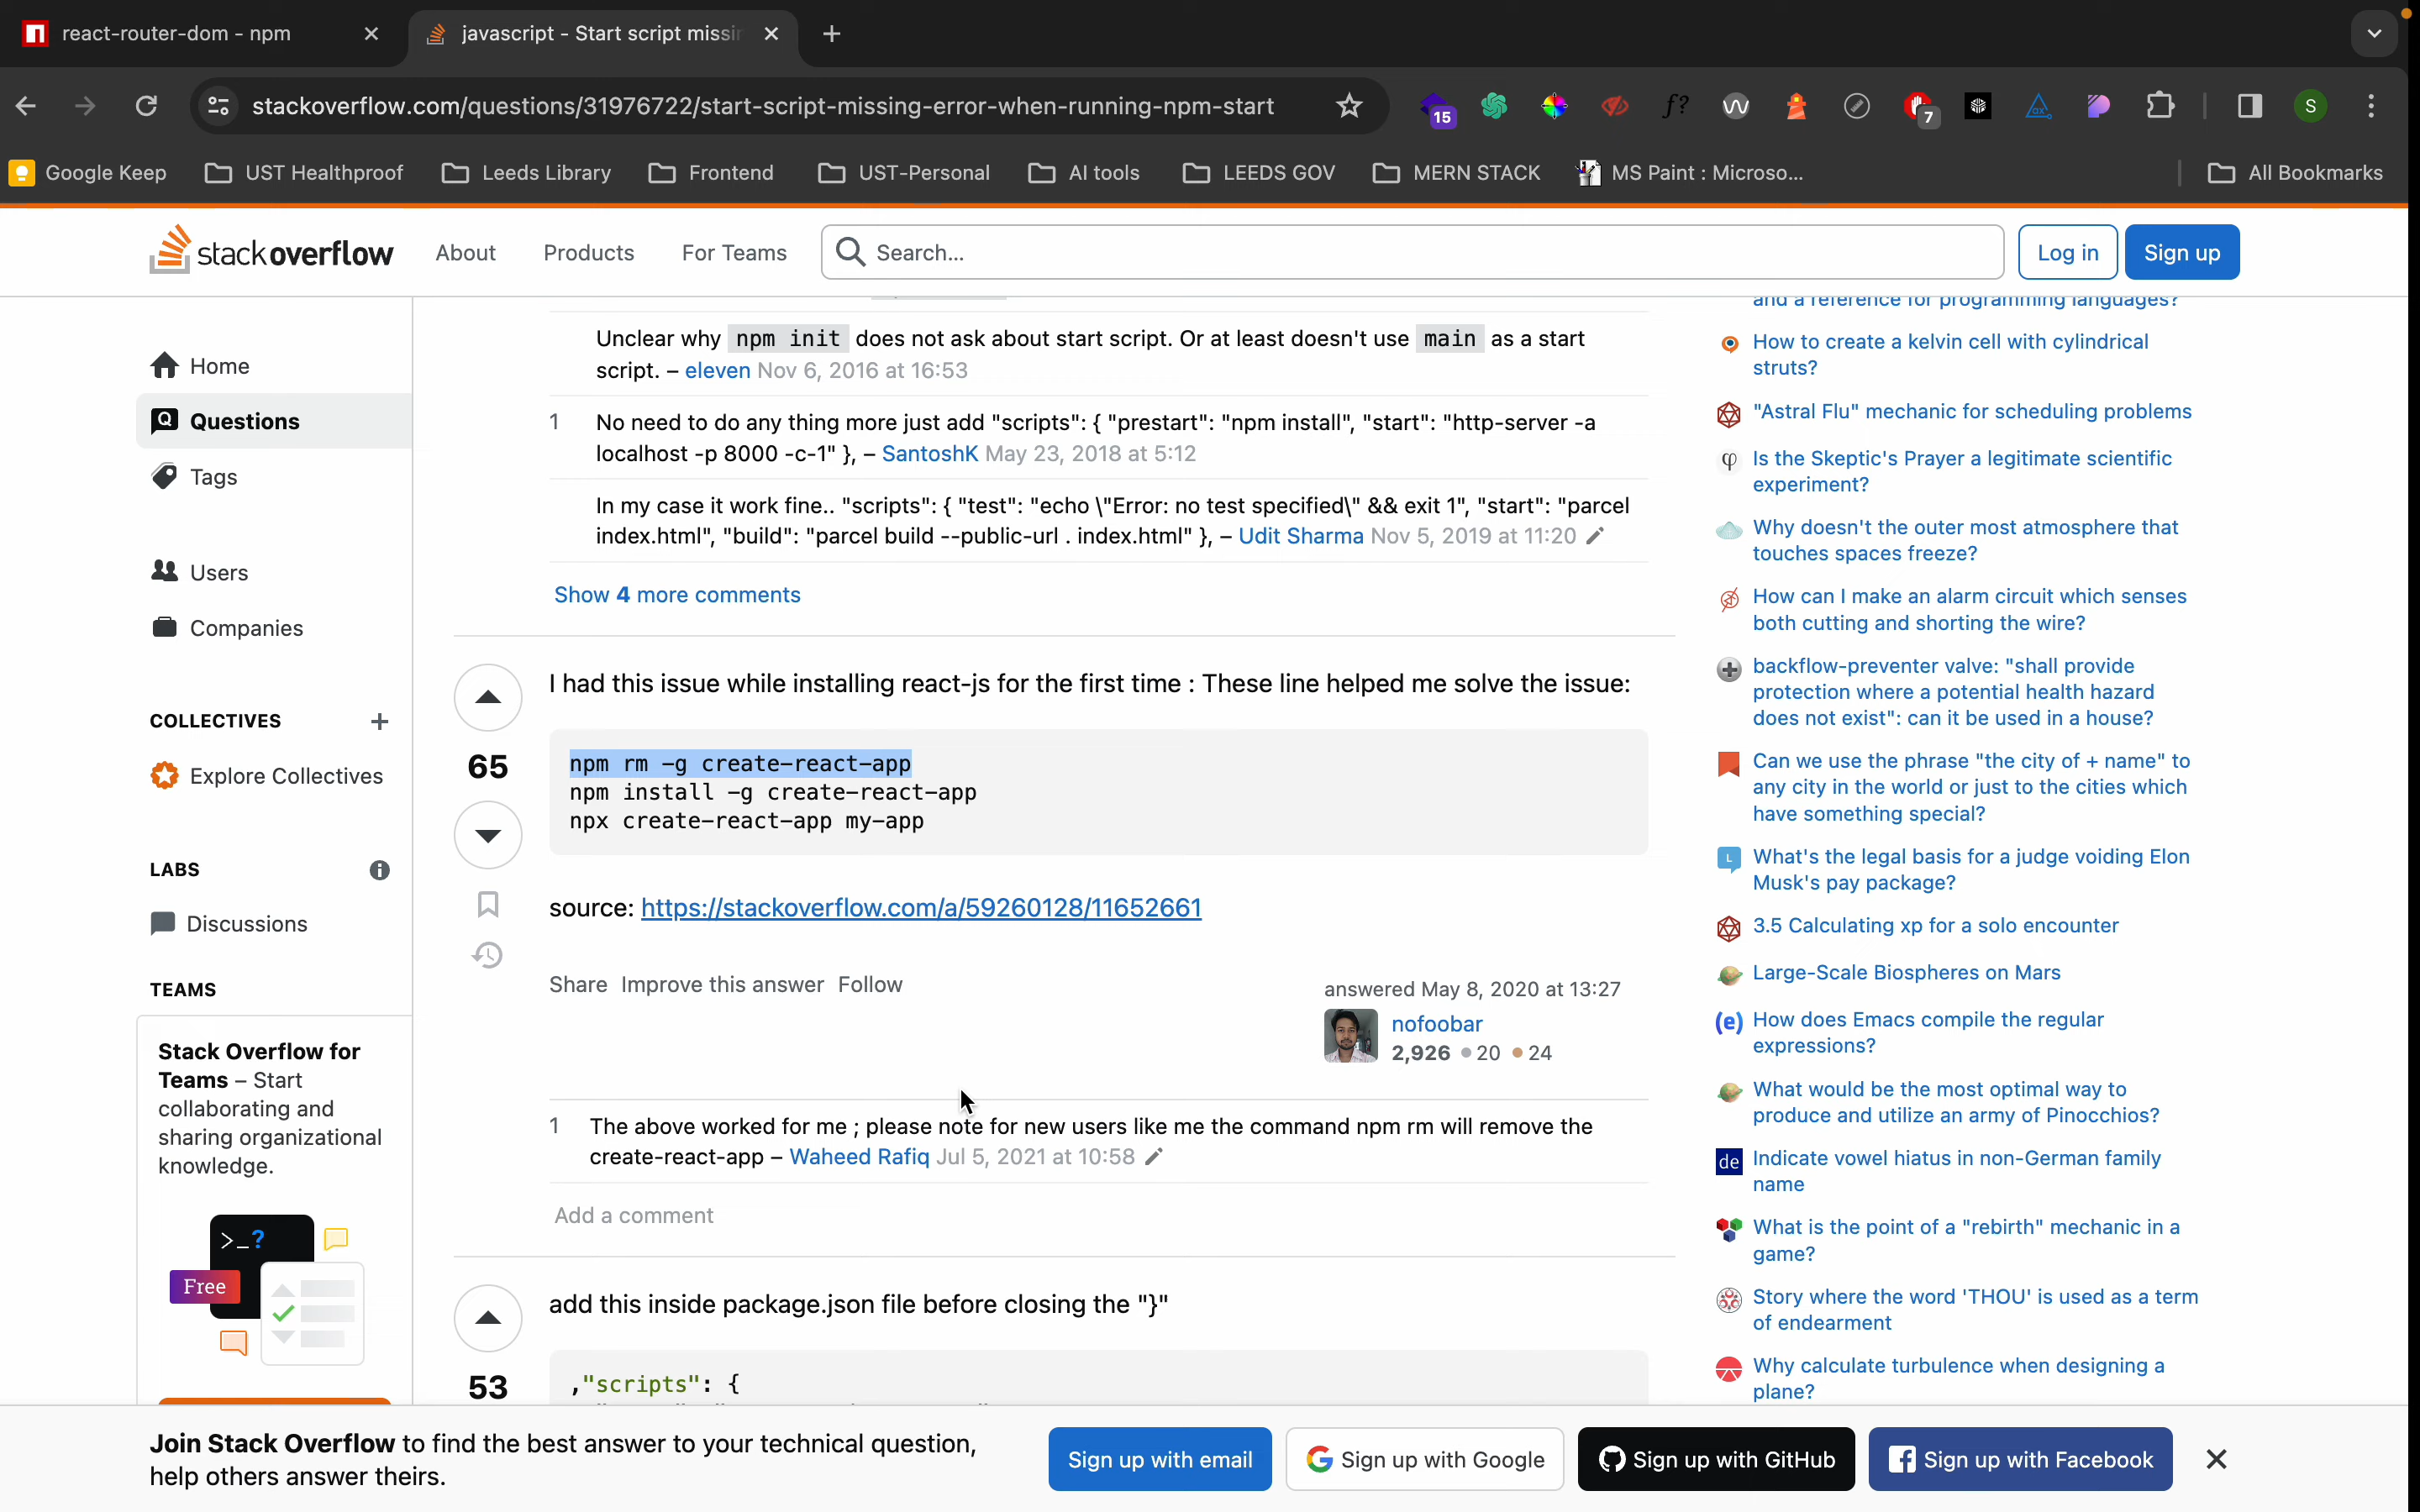 react-router-dom - npm
javascript - Start script missi
stackoverflow.com/questions/31976722/start-script-missing-error-when-running-npm-start
15
f?
7
S
Google Keep
UST Healthproof
Leeds Library
Frontend
UST-Personal
AI tools
LEEDS GOV
MERN STACK
MS Paint : Microso...
All Bookmarks
stackoverflow
About
Products
For Teams
Search...
Log in
Sign up
Home
Questions
Tags
Users
Companies
COLLECTIVES
Explore Collectives
LABS
Discussions
TEAMS
Stack Overflow for
Teams – Start
collaborating and
sharing organizational
knowledge.
>_?
Free
Unclear why npm init does not ask about start script. Or at least doesn't use main as a start
script. – eleven Nov 6, 2016 at 16:53
1 No need to do any thing more just add "scripts": { "prestart": "npm install", "start": "http-server -a
localhost -p 8000 -c-1" }, – SantoshK May 23, 2018 at 5:12
In my case it work fine.. "scripts": { "test": "echo \"Error: no test specified\" && exit 1", "start": "parcel
index.html", "build": "parcel build --public-url . index.html" }, – Udit Sharma Nov 5, 2019 at 11:20
Show 4 more comments
I had this issue while installing react-js for the first time : These line helped me solve the issue:
65
npm rm -g create-react-app
npm install -g create-react-app
npx create-react-app my-app
source: https://stackoverflow.com/a/59260128/11652661
Share Improve this answer Follow
answered May 8, 2020 at 13:27
nofoobar
2,926 20 24
1 The above worked for me ; please note for new users like me the command npm rm will remove the
create-react-app – Waheed Rafiq Jul 5, 2021 at 10:58
Add a comment
add this inside package.json file before closing the "}"
53
,"scripts": {
and a reference for programming languages?
How to create a kelvin cell with cylindrical
struts?
"Astral Flu" mechanic for scheduling problems
φ Is the Skeptic's Prayer a legitimate scientific
experiment?
Why doesn't the outer most atmosphere that
touches spaces freeze?
How can I make an alarm circuit which senses
both cutting and shorting the wire?
backflow-preventer valve: "shall provide
protection where a potential health hazard
does not exist": can it be used in a house?
Can we use the phrase "the city of + name" to
any city in the world or just to the cities which
have something special?
L What's the legal basis for a judge voiding Elon
Musk's pay package?
3.5 Calculating xp for a solo encounter
Large-Scale Biospheres on Mars
(e) How does Emacs compile the regular
expressions?
What would be the most optimal way to
produce and utilize an army of Pinocchios?
de Indicate vowel hiatus in non-German family
name
What is the point of a "rebirth" mechanic in a
game?
Story where the word 'THOU' is used as a term
of endearment
Why calculate turbulence when designing a
plane?
Join Stack Overflow to find the best answer to your technical question,
help others answer theirs.
Sign up with email
Sign up with Google
Sign up with GitHub
Sign up with Facebook